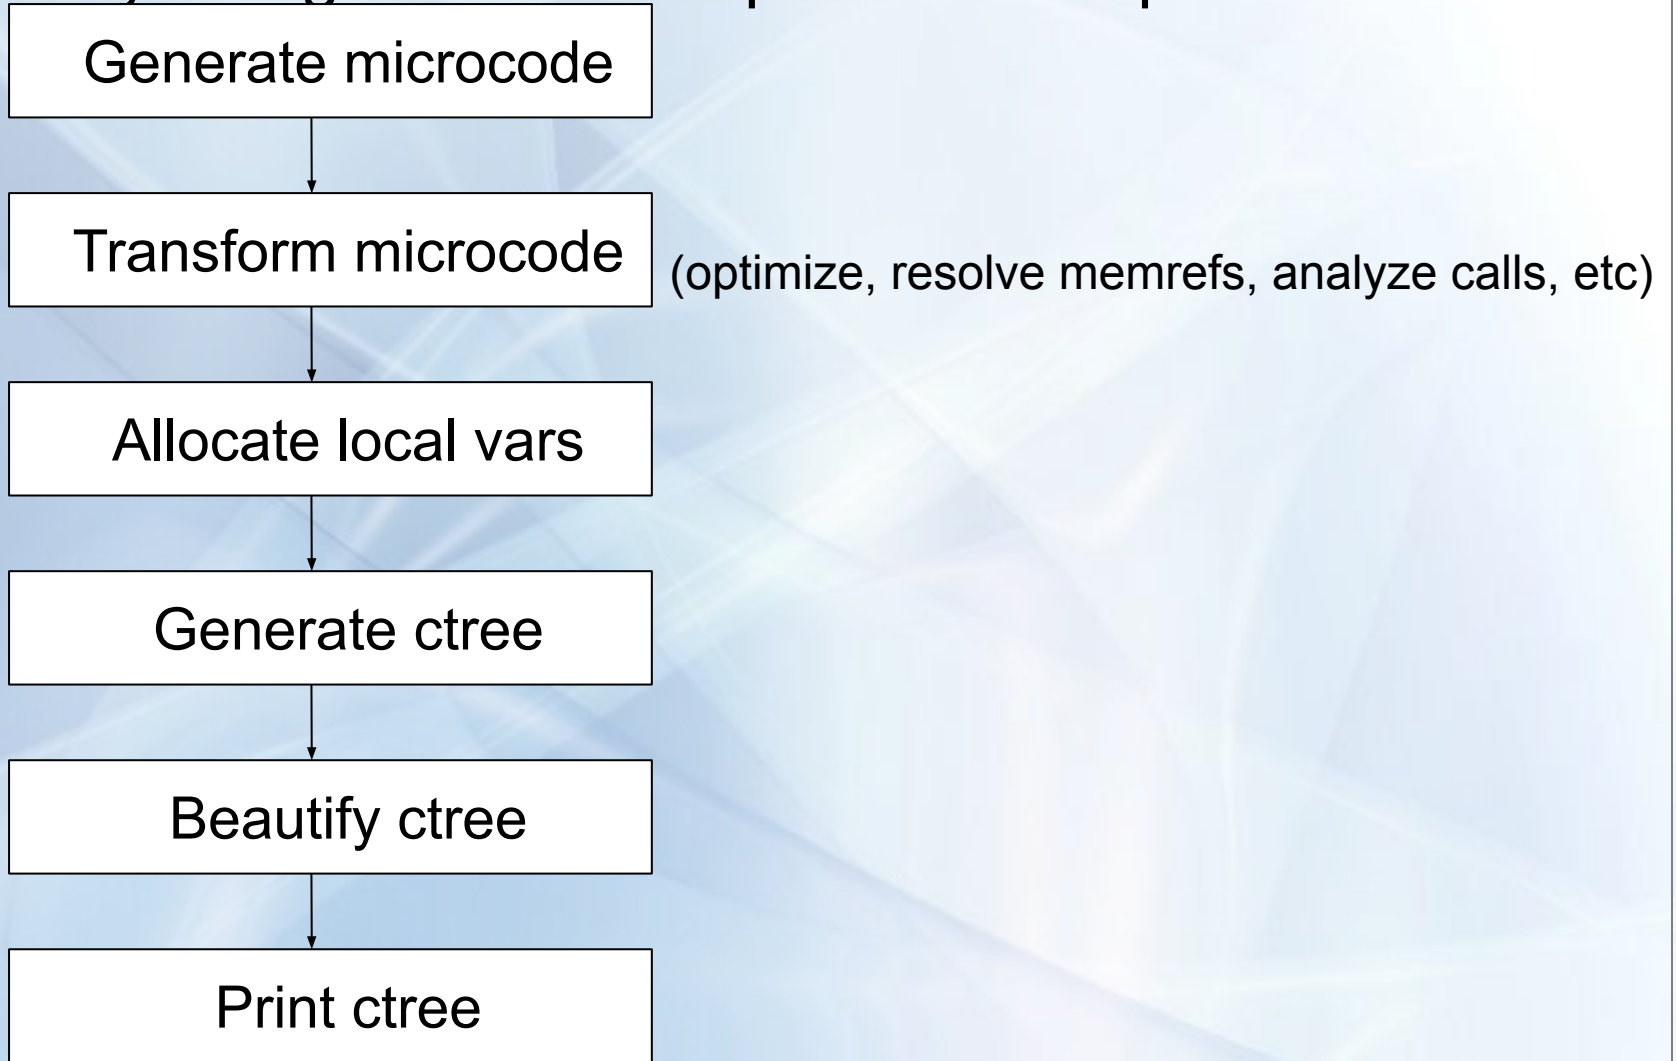 Generate microcode
Transform microcode
(optimize, resolve memrefs, analyze calls, etc)
Allocate local vars
Generate ctree
Beautify ctree
Print ctree